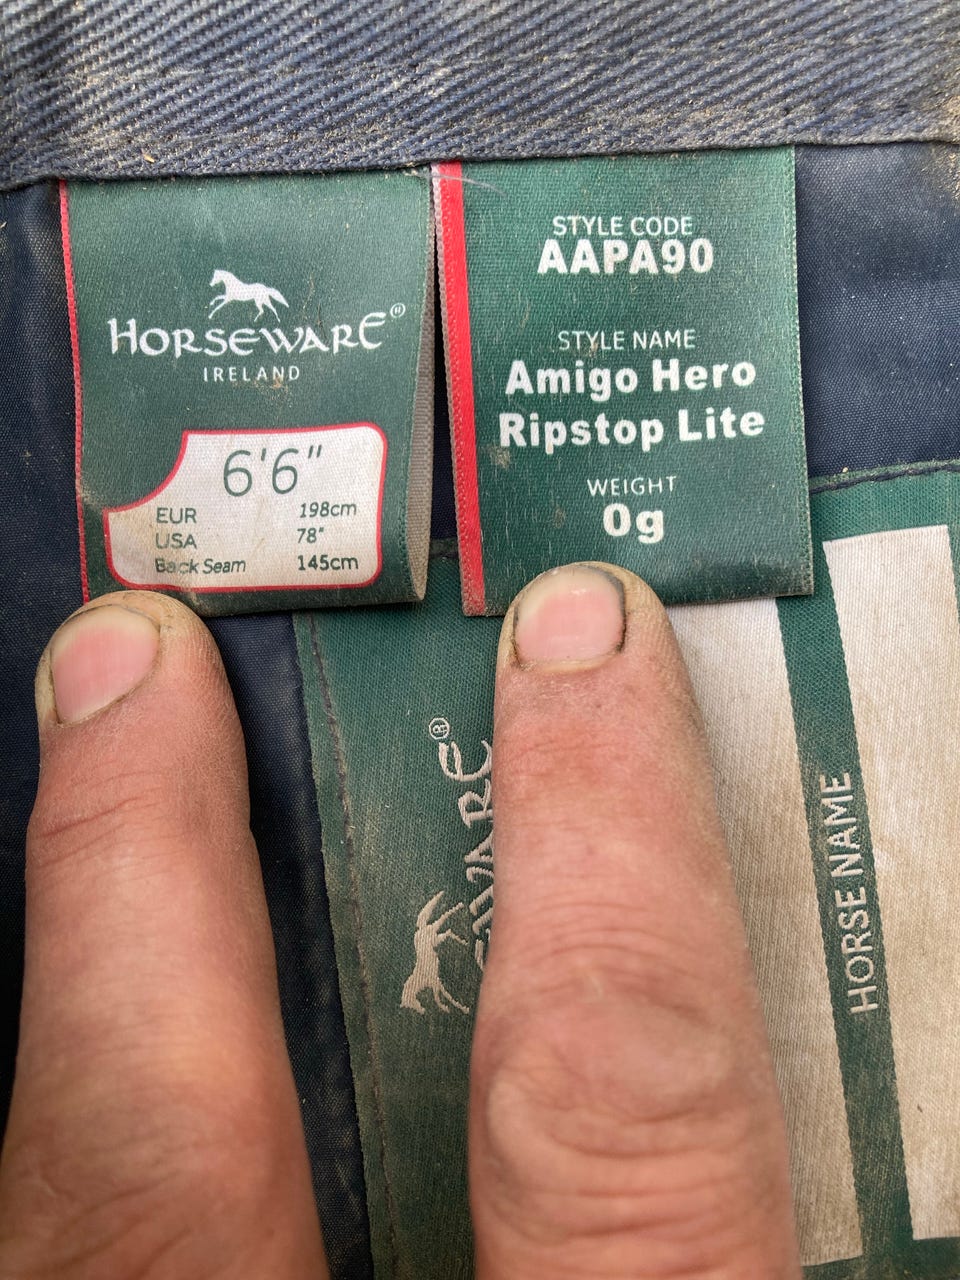 HORSEWARE®
IRELAND
6'6"
EUR 198cm
USA 78"
Back Seam 145cm
STYLE CODE
AAPA90
STYLE NAME
Amigo Hero
Ripstop Lite
WEIGHT
0g
HORSE NAME